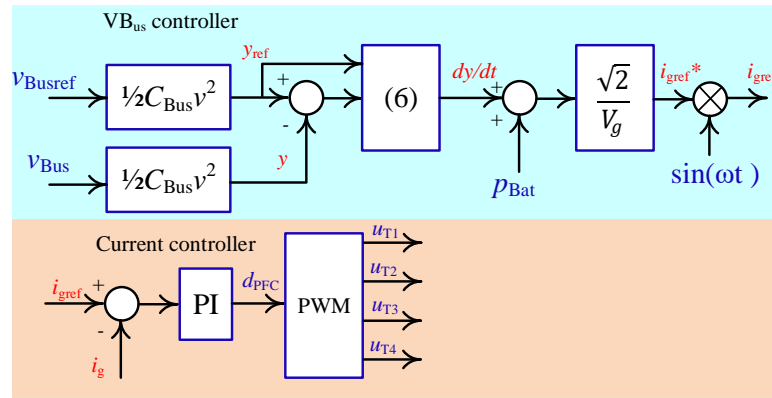 VBus controller
yref
vBusref
½CBusv²
+
-
(6)
dy/dt
+
+
√2
Vg
igref*
igre
vBus
½CBusv²
y
pBat
sin(ωt )
Current controller
igref
+
-
ig
PI
dPFC
PWM
uT1
uT2
uT3
uT4